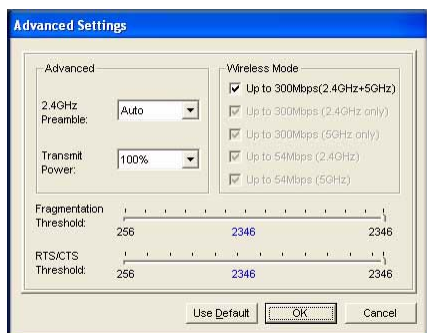 Advanced Settings
Advanced
2.4GHz Preamble:
Auto
Transmit Power:
100%
Wireless Mode
Up to 300Mbps(2.4GHz+5GHz)
Up to 300Mbps (2.4GHz only)
Up to 300Mbps (5GHz only)
Up to 54Mbps (2.4GHz)
Up to 54Mbps (5GHz)
Fragmentation Threshold:
256 2346 2346
RTS/CTS Threshold:
256 2346 2346
Use Default OK Cancel